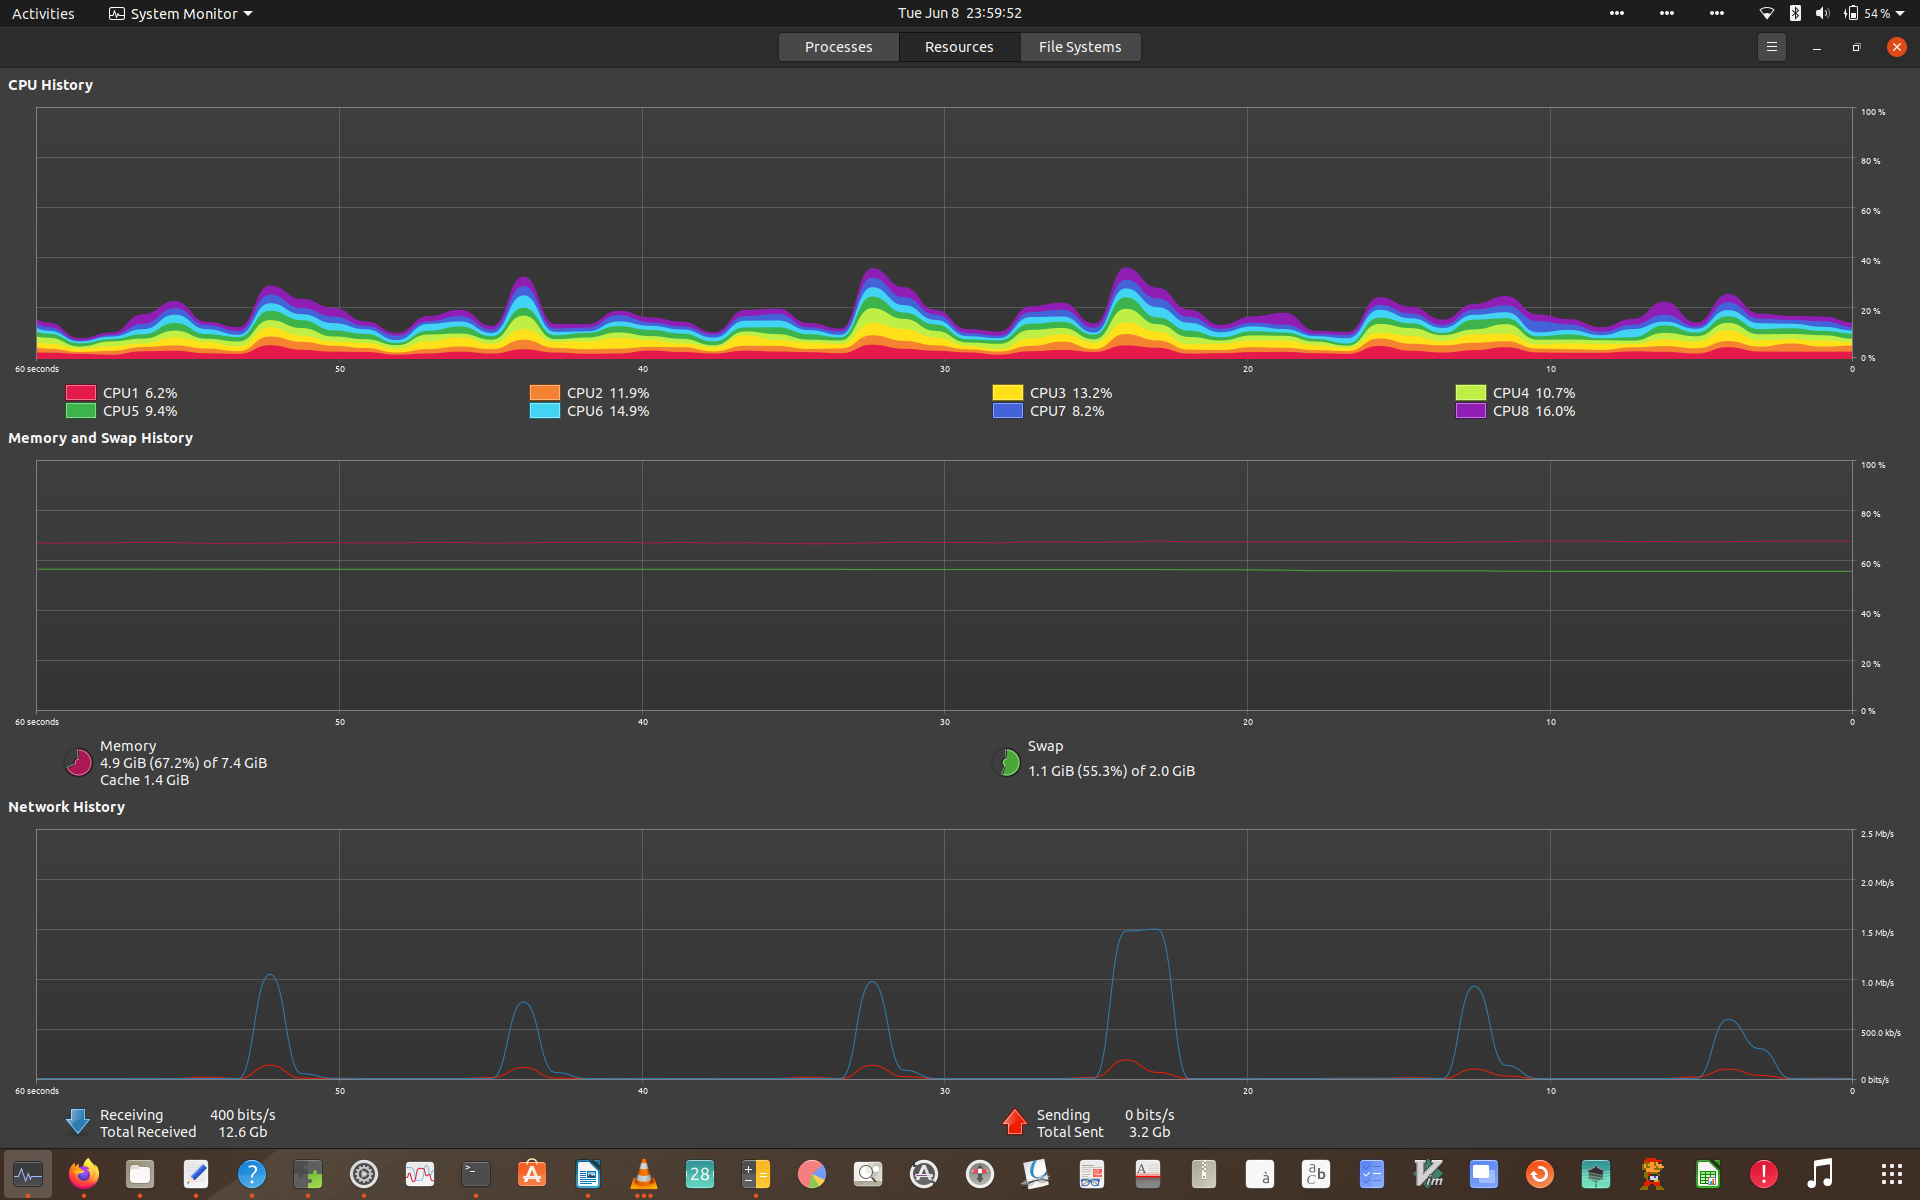 Activities
System Monitor
Tue Jun 8 23:59:52
54 %
Processes
Resources
File Systems
CPU History
100 %
80 %
60 %
40 %
20 %
0 %
60 seconds 50 40 30 20 10 0
CPU1 6.2%
CPU2 11.9%
CPU3 13.2%
CPU4 10.7%
CPU5 9.4%
CPU6 14.9%
CPU7 8.2%
CPU8 16.0%
Memory and Swap History
100 %
80 %
60 %
40 %
20 %
0 %
60 seconds 50 40 30 20 10 0
Memory
4.9 GiB (67.2%) of 7.4 GiB
Cache 1.4 GiB
Swap
1.1 GiB (55.3%) of 2.0 GiB
Network History
2.5 Mb/s
2.0 Mb/s
1.5 Mb/s
1.0 Mb/s
500.0 kb/s
0 bits/s
60 seconds 50 40 30 20 10 0
Receiving 400 bits/s
Total Received 12.6 Gb
Sending 0 bits/s
Total Sent 3.2 Gb
28